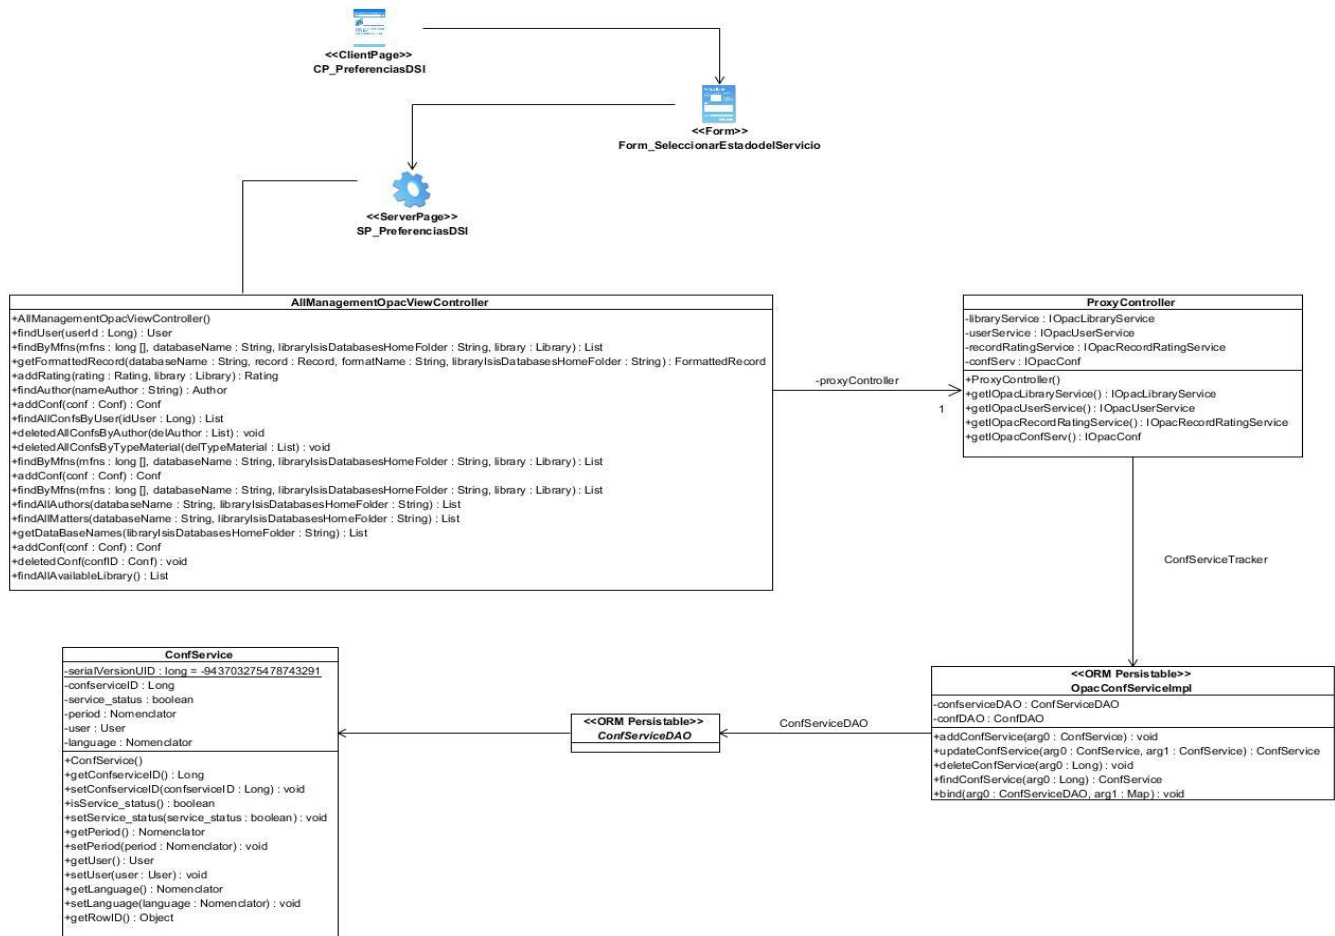 <<ClientPage>>
CP_PreferenciasDSI
<<Form>>
Form_SeleccionarEstadodelServicio
<<ServerPage>>
SP_PreferenciasDSI
AllManagementOpacViewController
+AllManagementOpacViewController()
+findUser(userId : Long) : User
+findByMfns(mfns : long [], databaseName : String, libraryIsisDatabasesHomeFolder : String, library : Library) : List
+getFormattedRecord(databaseName : String, record : Record, formatName : String, libraryIsisDatabasesHomeFolder : String) : FormattedRecord
+addRating(rating : Rating, library : Library) : Rating
+findAuthor(nameAuthor : String) : Author
+addConf(conf : Conf) : Conf
+findAllConfsByUser(idUser : Long) : List
+deletedAllConfsByAuthor(delAuthor : List) : void
+deletedAllConfsByTypeMaterial(delTypeMaterial : List) : void
+findByMfns(mfns : long [], databaseName : String, libraryIsisDatabasesHomeFolder : String, library : Library) : List
+addConf(conf : Conf) : Conf
+findByMfns(mfns : long [], databaseName : String, libraryIsisDatabasesHomeFolder : String, library : Library) : List
+findAllAuthors(databaseName : String, libraryIsisDatabasesHomeFolder : String) : List
+findAllMatters(databaseName : String, libraryIsisDatabasesHomeFolder : String) : List
+getDataBaseNames(libraryIsisDatabasesHomeFolder : String) : List
+addConf(conf : Conf) : Conf
+deletedConf(confID : Conf) : void
+findAllAvailableLibrary() : List
-proxyController
1
ProxyController
-libraryService : IOpacLibraryService
-userService : IOpacUserService
-recordRatingService : IOpacRecordRatingService
-confServ : IOpacConf
+ProxyController()
+getIOpacLibraryService() : IOpacLibraryService
+getIOpacUserService() : IOpacUserService
+getIOpacRecordRatingService() : IOpacRecordRatingService
+getIOpacConfServ() : IOpacConf
ConfServiceTracker
ConfService
-serialVersionUID : long = -943703275478743291
-confserviceID : Long
-service_status : boolean
-period : Nomenclator
-user : User
-language : Nomenclator
+ConfService()
+getConfserviceID() : Long
+setConfserviceID(confserviceID : Long) : void
+isService_status() : boolean
+setService_status(service_status : boolean) : void
+getPeriod() : Nomenclator
+setPeriod(period : Nomenclator) : void
+getUser() : User
+setUser(user : User) : void
+getLanguage() : Nomenclator
+setLanguage(language : Nomenclator) : void
+getRowID() : Object
<<ORM Persistable>>
ConfServiceDAO
ConfServiceDAO
<<ORM Persistable>>
OpacConfServiceImpl
-confserviceDAO : ConfServiceDAO
-confDAO : ConfDAO
+addConfService(arg0 : ConfService) : void
+updateConfService(arg0 : ConfService, arg1 : ConfService) : ConfService
+deleteConfService(arg0 : Long) : void
+findConfService(arg0 : Long) : ConfService
+bind(arg0 : ConfServiceDAO, arg1 : Map) : void